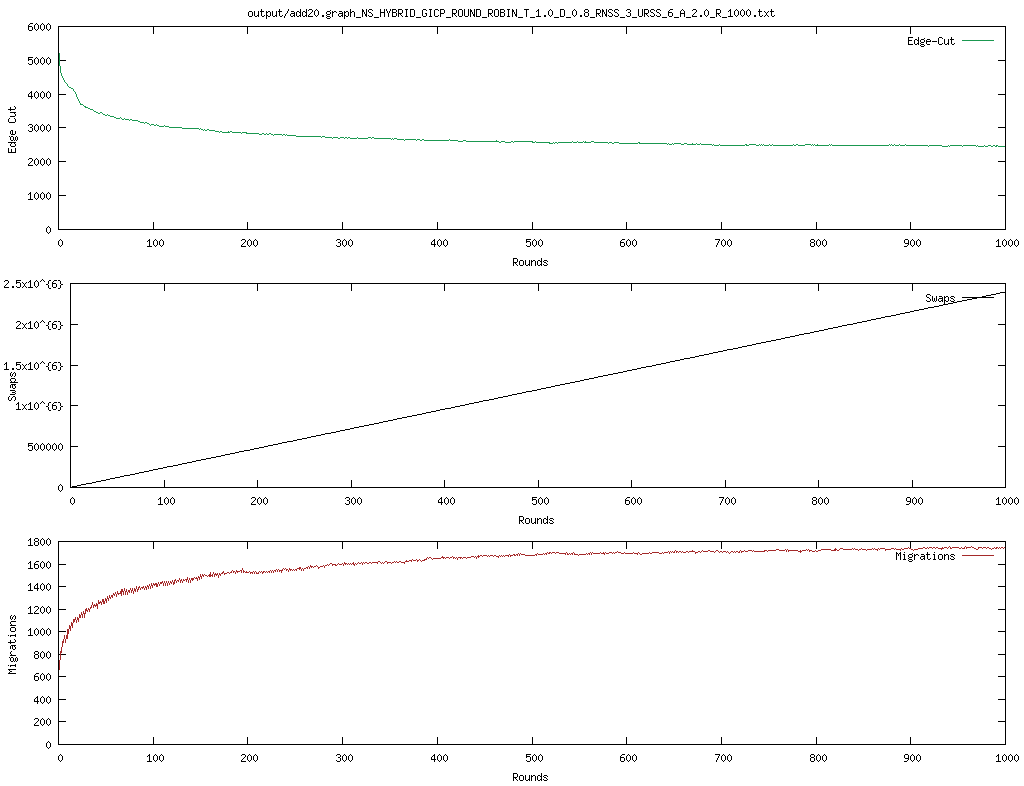 output/add20.graph_NS_HYBRID_GICP_ROUND_ROBIN_T_1.0_D_0.8_RNSS_3_URSS_6_A_2.0_R_1000.txt
6000
5000
4000
3000
2000
1000
0
Edge Cut
Edge-Cut
0 100 200 300 400 500 600 700 800 900 1000
Rounds
2.5x10^{6}
2x10^{6}
1.5x10^{6}
1x10^{6}
500000
0
Swaps
Swaps
0 100 200 300 400 500 600 700 800 900 1000
Rounds
1800
1600
1400
1200
1000
800
600
400
200
0
Migrations
Migrations
0 100 200 300 400 500 600 700 800 900 1000
Rounds